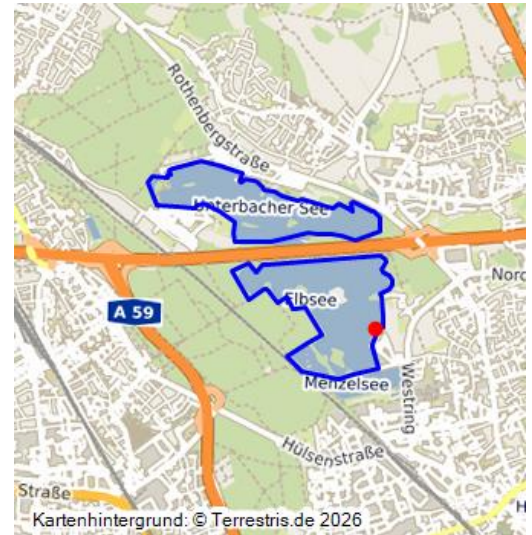 Rothenbergstraße
Unterbacher See
Nord
Elbsee
A 59
Menzelsee
Westring
Hülsenstraße
Straße
H
Kartenhintergrund: © Terrestris.de 2026